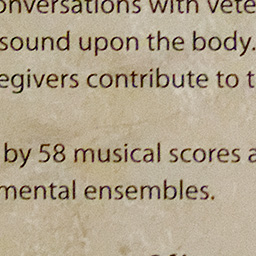 onversations with vete
sound upon the body.
egivers contribute to t
by 58 musical scores a
mental ensembles.